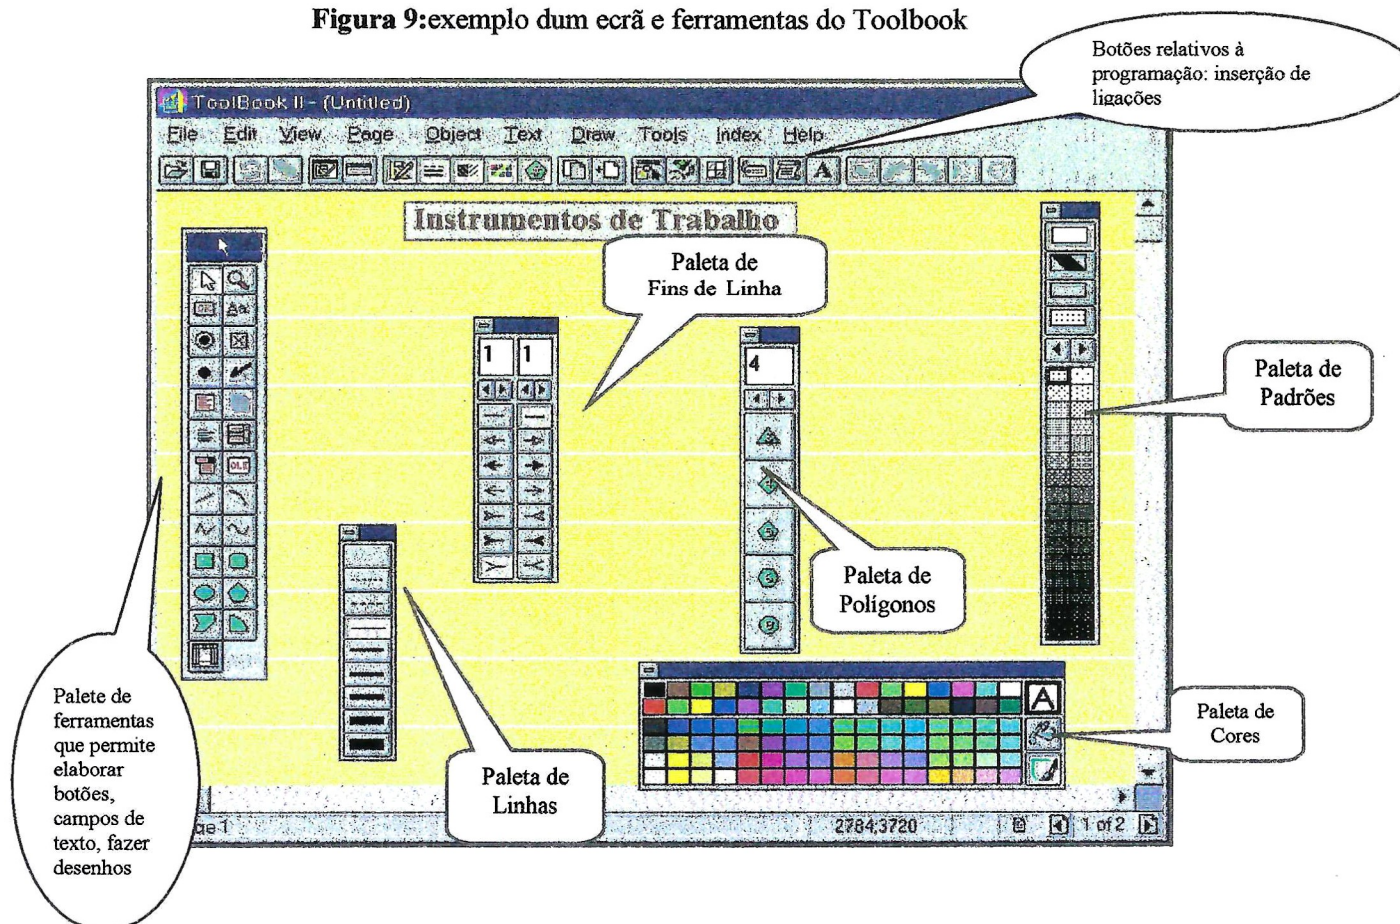 Figura 9:exemplo dum ecrã e ferramentas do Toolbook
Botões relativos à
programação: inserção de
ligações
ToolBook II - (Untitled)
File Edit View Page Object Text Draw Tools Index Help
A
Instrumentos de Trabalho
Paleta de
Fins de Linha
1 1
4
Paleta de
Padrões
OLE
Paleta de
Polígonos
Palete de
ferramentas
que permite
elaborar
botões,
campos de
texto, fazer
desenhos
Paleta de
Linhas
A
Paleta de
Cores
2784,3720
1 of 2